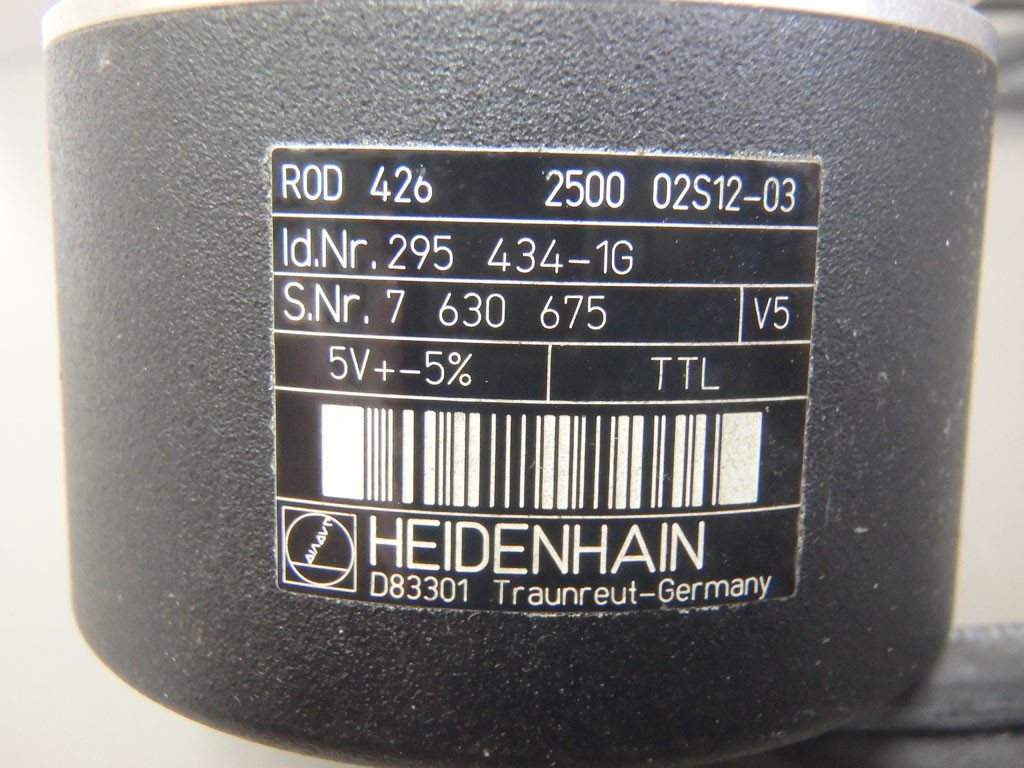 ROD 426 2500 02S12-03
Id.Nr. 295 434-1G
S.Nr. 7 630 675 V5
5V+-5% TTL
HEIDENHAIN
D83301 Traunreut-Germany